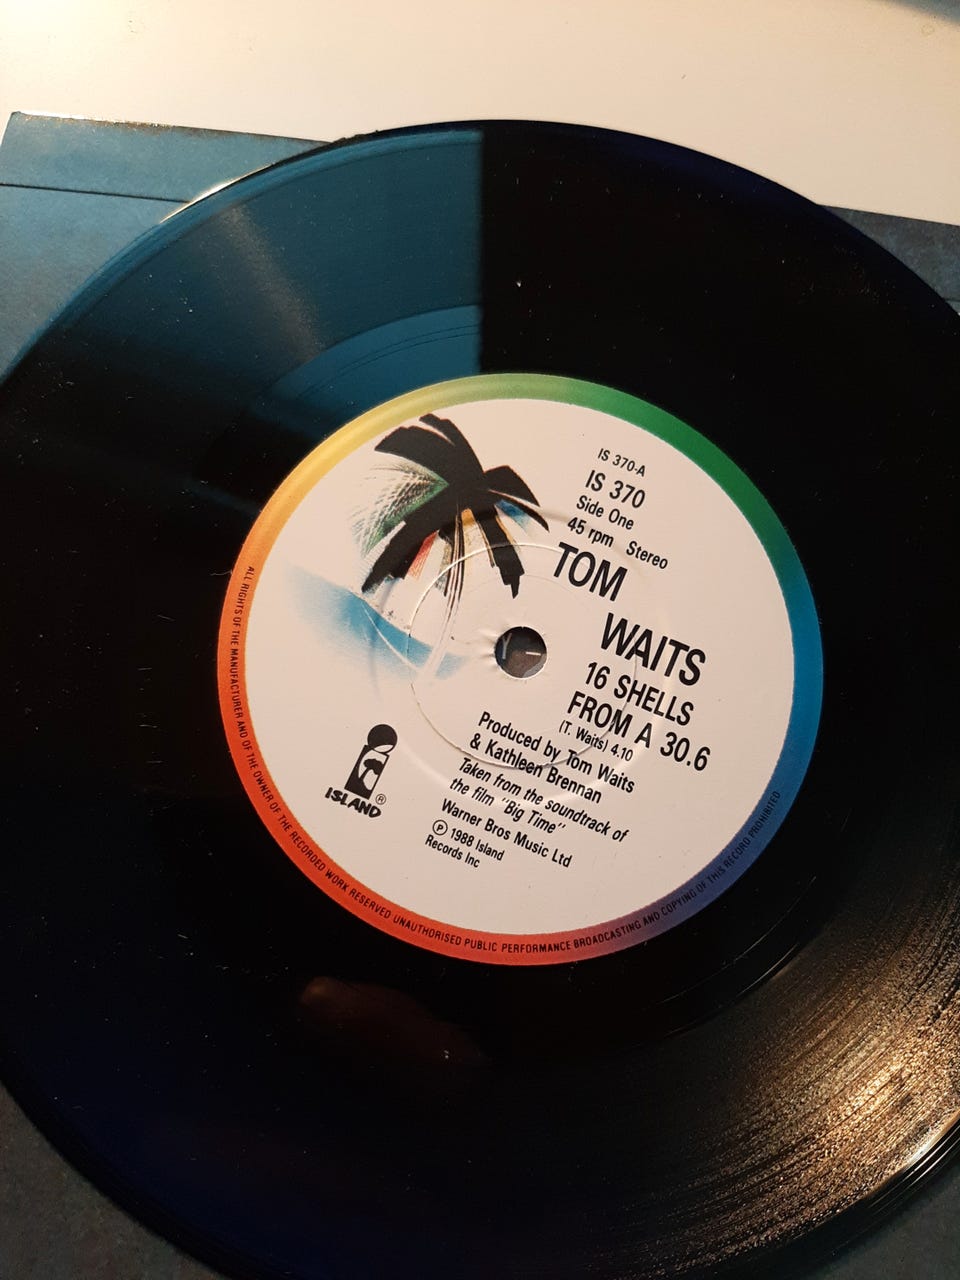 IS 370-A
IS 370
Side One
45 rpm Stereo
TOM
WAITS
16 SHELLS
FROM A 30.6
(T. Waits) 4.10
Produced by Tom Waits
& Kathleen Brennan
Taken from the soundtrack of
the film "Big Time"
Warner Bros Music Ltd
℗ 1988 Island
Records Inc
ISLAND ®
ALL RIGHTS OF THE MANUFACTURER AND OF THE OWNER OF THE RECORDED WORK RESERVED UNAUTHORISED PUBLIC PERFORMANCE BROADCASTING AND COPYING OF THIS RECORD PROHIBITED